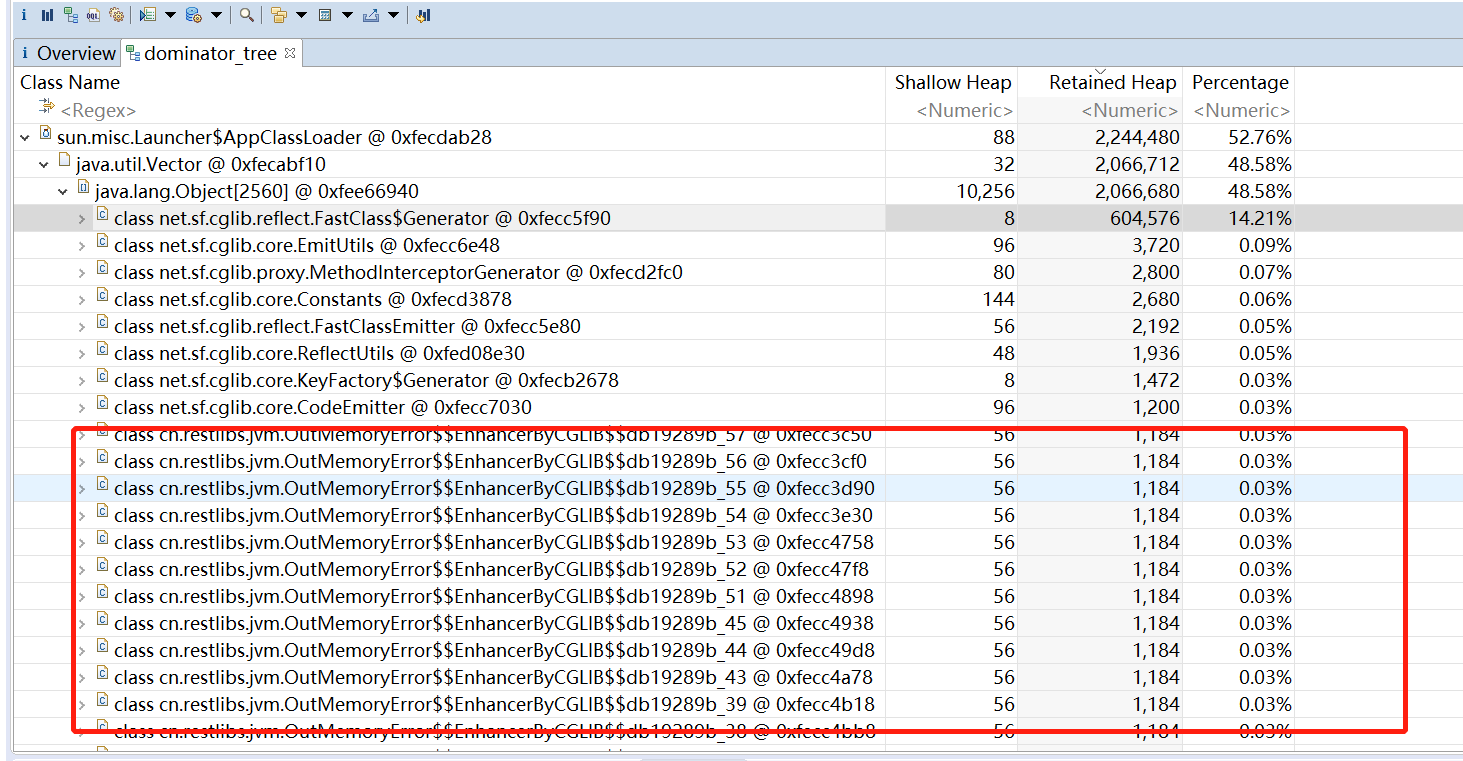 Overview dominator_tree
Class Name Shallow Heap Retained Heap Percentage
<Regex> <Numeric> <Numeric> <Numeric>
sun.misc.Launcher$AppClassLoader @ 0xfecdab28 88 2,244,480 52.76%
java.util.Vector @ 0xfecabf10 32 2,066,712 48.58%
java.lang.Object[2560] @ 0xfee66940 10,256 2,066,680 48.58%
class net.sf.cglib.reflect.FastClass$Generator @ 0xfecc5f90 8 604,576 14.21%
class net.sf.cglib.core.EmitUtils @ 0xfecc6e48 96 3,720 0.09%
class net.sf.cglib.proxy.MethodInterceptorGenerator @ 0xfecd2fc0 80 2,800 0.07%
class net.sf.cglib.core.Constants @ 0xfecd3878 144 2,680 0.06%
class net.sf.cglib.reflect.FastClassEmitter @ 0xfecc5e80 56 2,192 0.05%
class net.sf.cglib.core.ReflectUtils @ 0xfed08e30 48 1,936 0.05%
class net.sf.cglib.core.KeyFactory$Generator @ 0xfecb2678 8 1,472 0.03%
class net.sf.cglib.core.CodeEmitter @ 0xfecc7030 96 1,200 0.03%
class cn.restlibs.jvm.OutMemoryError$$EnhancerByCGLIB$$db19289b_57 @ 0xfecc3c50 56 1,184 0.03%
class cn.restlibs.jvm.OutMemoryError$$EnhancerByCGLIB$$db19289b_56 @ 0xfecc3cf0 56 1,184 0.03%
class cn.restlibs.jvm.OutMemoryError$$EnhancerByCGLIB$$db19289b_55 @ 0xfecc3d90 56 1,184 0.03%
class cn.restlibs.jvm.OutMemoryError$$EnhancerByCGLIB$$db19289b_54 @ 0xfecc3e30 56 1,184 0.03%
class cn.restlibs.jvm.OutMemoryError$$EnhancerByCGLIB$$db19289b_53 @ 0xfecc4758 56 1,184 0.03%
class cn.restlibs.jvm.OutMemoryError$$EnhancerByCGLIB$$db19289b_52 @ 0xfecc47f8 56 1,184 0.03%
class cn.restlibs.jvm.OutMemoryError$$EnhancerByCGLIB$$db19289b_51 @ 0xfecc4898 56 1,184 0.03%
class cn.restlibs.jvm.OutMemoryError$$EnhancerByCGLIB$$db19289b_45 @ 0xfecc4938 56 1,184 0.03%
class cn.restlibs.jvm.OutMemoryError$$EnhancerByCGLIB$$db19289b_44 @ 0xfecc49d8 56 1,184 0.03%
class cn.restlibs.jvm.OutMemoryError$$EnhancerByCGLIB$$db19289b_43 @ 0xfecc4a78 56 1,184 0.03%
class cn.restlibs.jvm.OutMemoryError$$EnhancerByCGLIB$$db19289b_39 @ 0xfecc4b18 56 1,184 0.03%
class cn.restlibs.jvm.OutMemoryError$$EnhancerByCGLIB$$db19289b_38 @ 0xfecc4bb8 56 1,184 0.03%